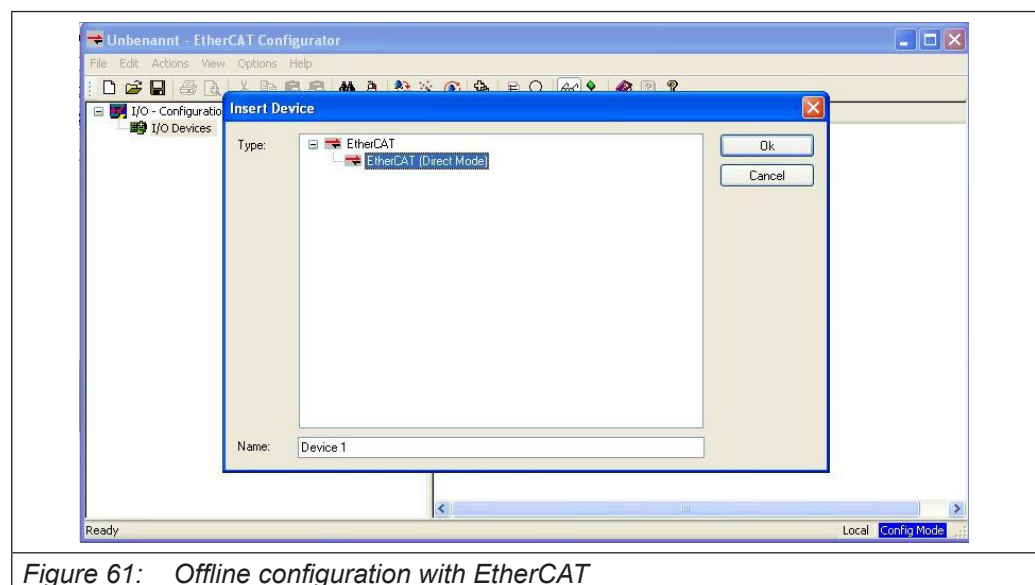 Unbenannt - EtherCAT Configurator
File Edit Actions View Options Help
I/O - Configuratio
I/O Devices
Insert Device
Type:
EtherCAT
EtherCAT (Direct Mode)
Ok
Cancel
Name:
Device 1
Ready
Local Config Mode
Figure 61: Offline configuration with EtherCAT